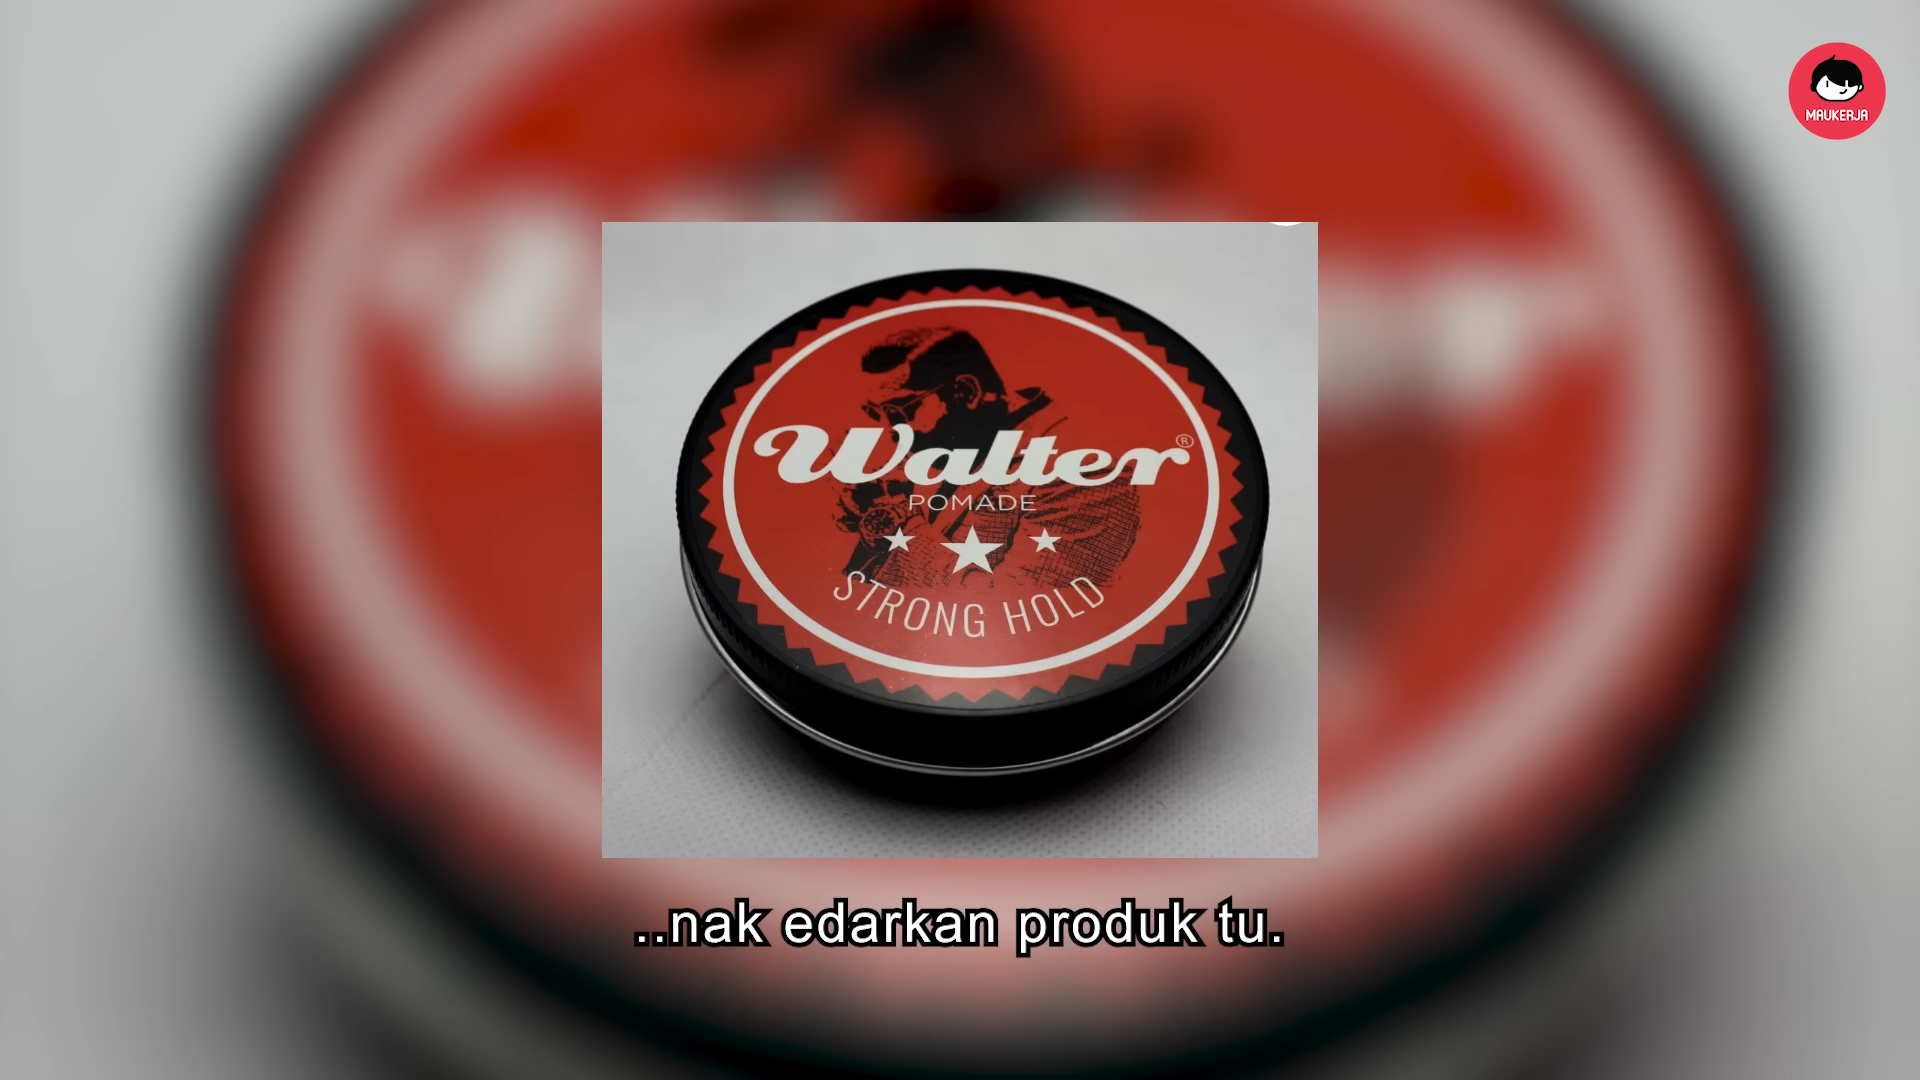 MAUKERJA
Walter®
POMADE
STRONG HOLD
..nak edarkan produk tu.